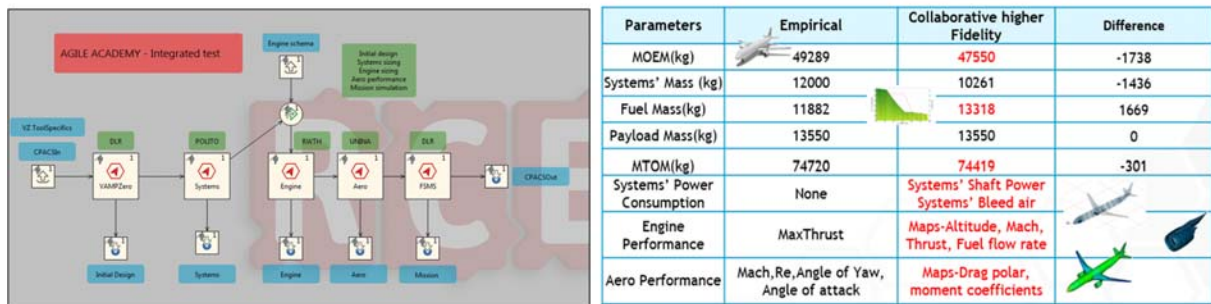 AGILE ACADEMY - Integrated test
Engine schema
Initial design
Systems sizing
Engine sizing
Aero performance
Mission simulation
VZ ToolSpecifics
CPACSIn
DLR
POLITO
RWTH
UNINA
DLR
VAMPZero
Systems
Engine
Aero
FSMS
CPACSOut
Initial Design
Systems
Engine
Aero
Mission
RCE
Parameters Empirical Collaborative higher Fidelity Difference
MOEM(kg) 49289 47550 -1738
Systems' Mass (kg) 12000 10261 -1436
Fuel Mass(kg) 11882 13318 1669
Payload Mass(kg) 13550 13550 0
MTOM(kg) 74720 74419 -301
Systems' Power Consumption None Systems' Shaft Power Systems' Bleed air
Engine Performance MaxThrust Maps-Altitude, Mach, Thrust, Fuel flow rate
Aero Performance Mach,Re,Angle of Yaw, Angle of attack Maps-Drag polar, moment coefficients